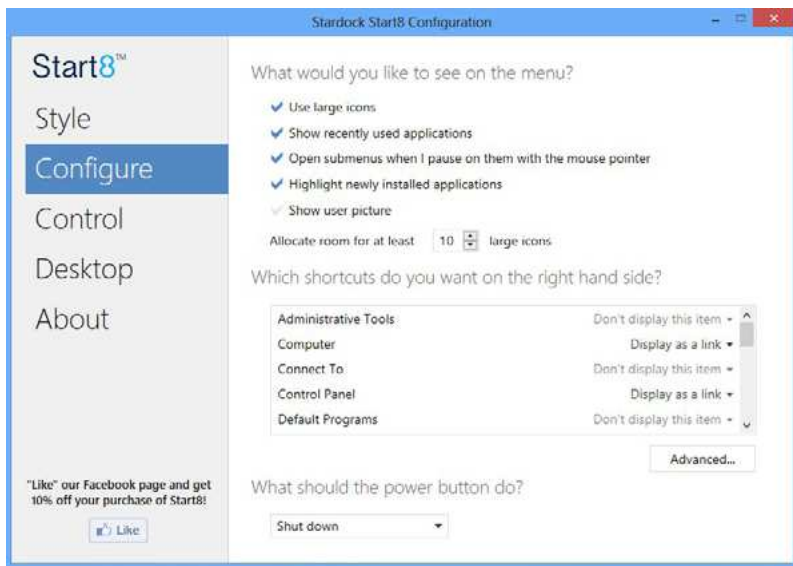 Stardock Start8 Configuration
Start8™
Style
Configure
Control
Desktop
About
"Like" our Facebook page and get
10% off your purchase of Start8!
Like
What would you like to see on the menu?
Use large icons
Show recently used applications
Open submenus when I pause on them with the mouse pointer
Highlight newly installed applications
Show user picture
Allocate room for at least 10 large icons
Which shortcuts do you want on the right hand side?
Administrative Tools Don't display this item
Computer Display as a link
Connect To Don't display this item
Control Panel Display as a link
Default Programs Don't display this item
Advanced...
What should the power button do?
Shut down